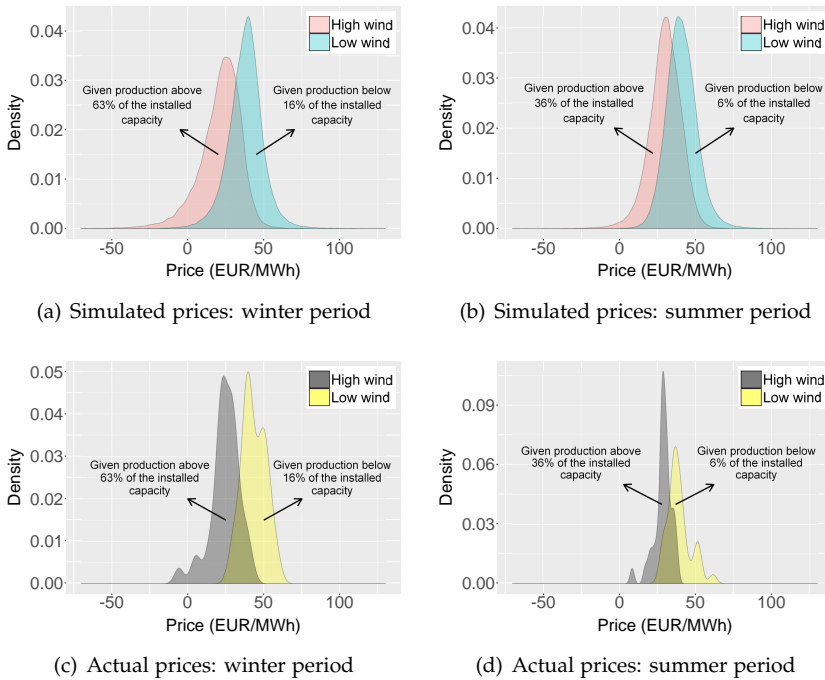 High wind
Low wind
Given production above
63% of the installed
capacity
Given production below
16% of the installed
capacity
Density
0.04
0.03
0.02
0.01
0.00
-50
0
50
100
Price (EUR/MWh)
(a) Simulated prices: winter period
High wind
Low wind
Given production above
36% of the installed
capacity
Given production below
6% of the installed
capacity
Density
0.04
0.03
0.02
0.01
0.00
-50
0
50
100
Price (EUR/MWh)
(b) Simulated prices: summer period
High wind
Low wind
Given production above
63% of the installed
capacity
Given production below
16% of the installed
capacity
Density
0.05
0.04
0.03
0.02
0.01
0.00
-50
0
50
100
Price (EUR/MWh)
(c) Actual prices: winter period
High wind
Low wind
Given production above
36% of the installed
capacity
Given production below
6% of the installed
capacity
Density
0.09
0.06
0.03
0.00
-50
0
50
100
Price (EUR/MWh)
(d) Actual prices: summer period